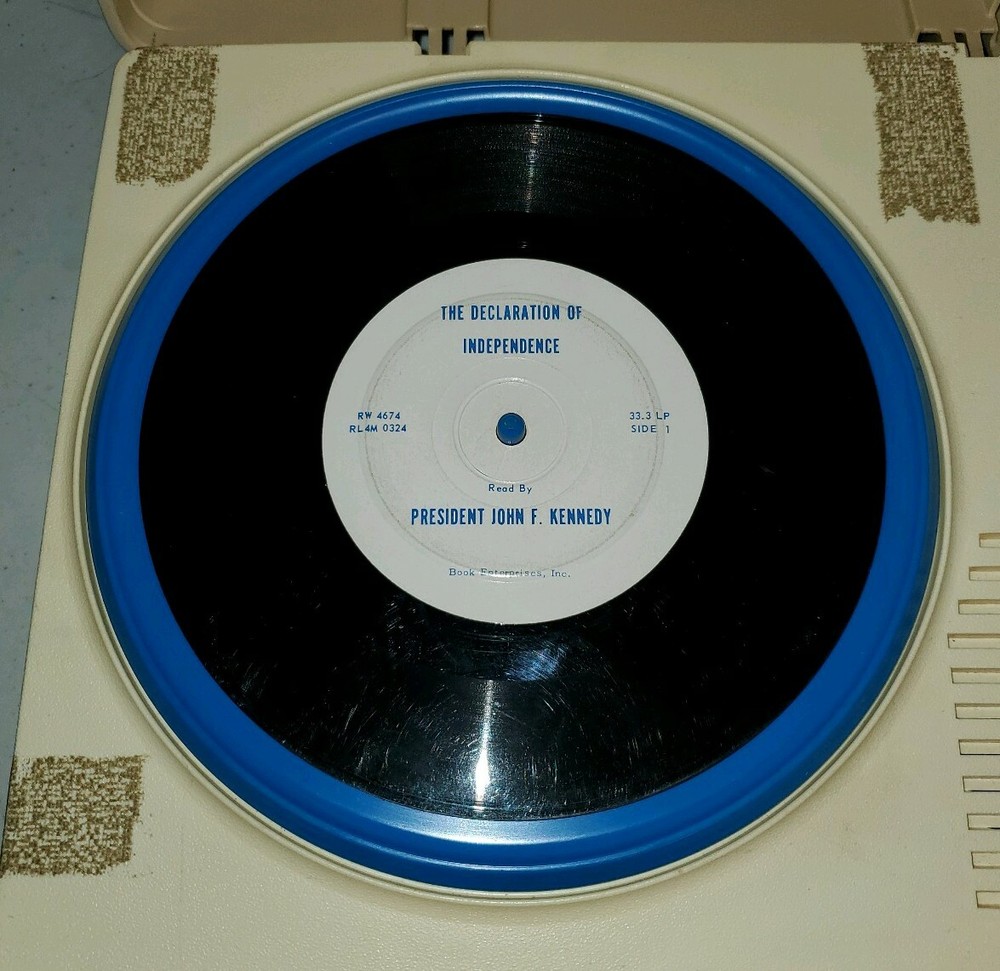 THE DECLARATION OF
INDEPENDENCE
RW 4674
RL4M 0324
33.3 LP
SIDE 1
Read By
PRESIDENT JOHN F. KENNEDY
Book Enterprises, Inc.